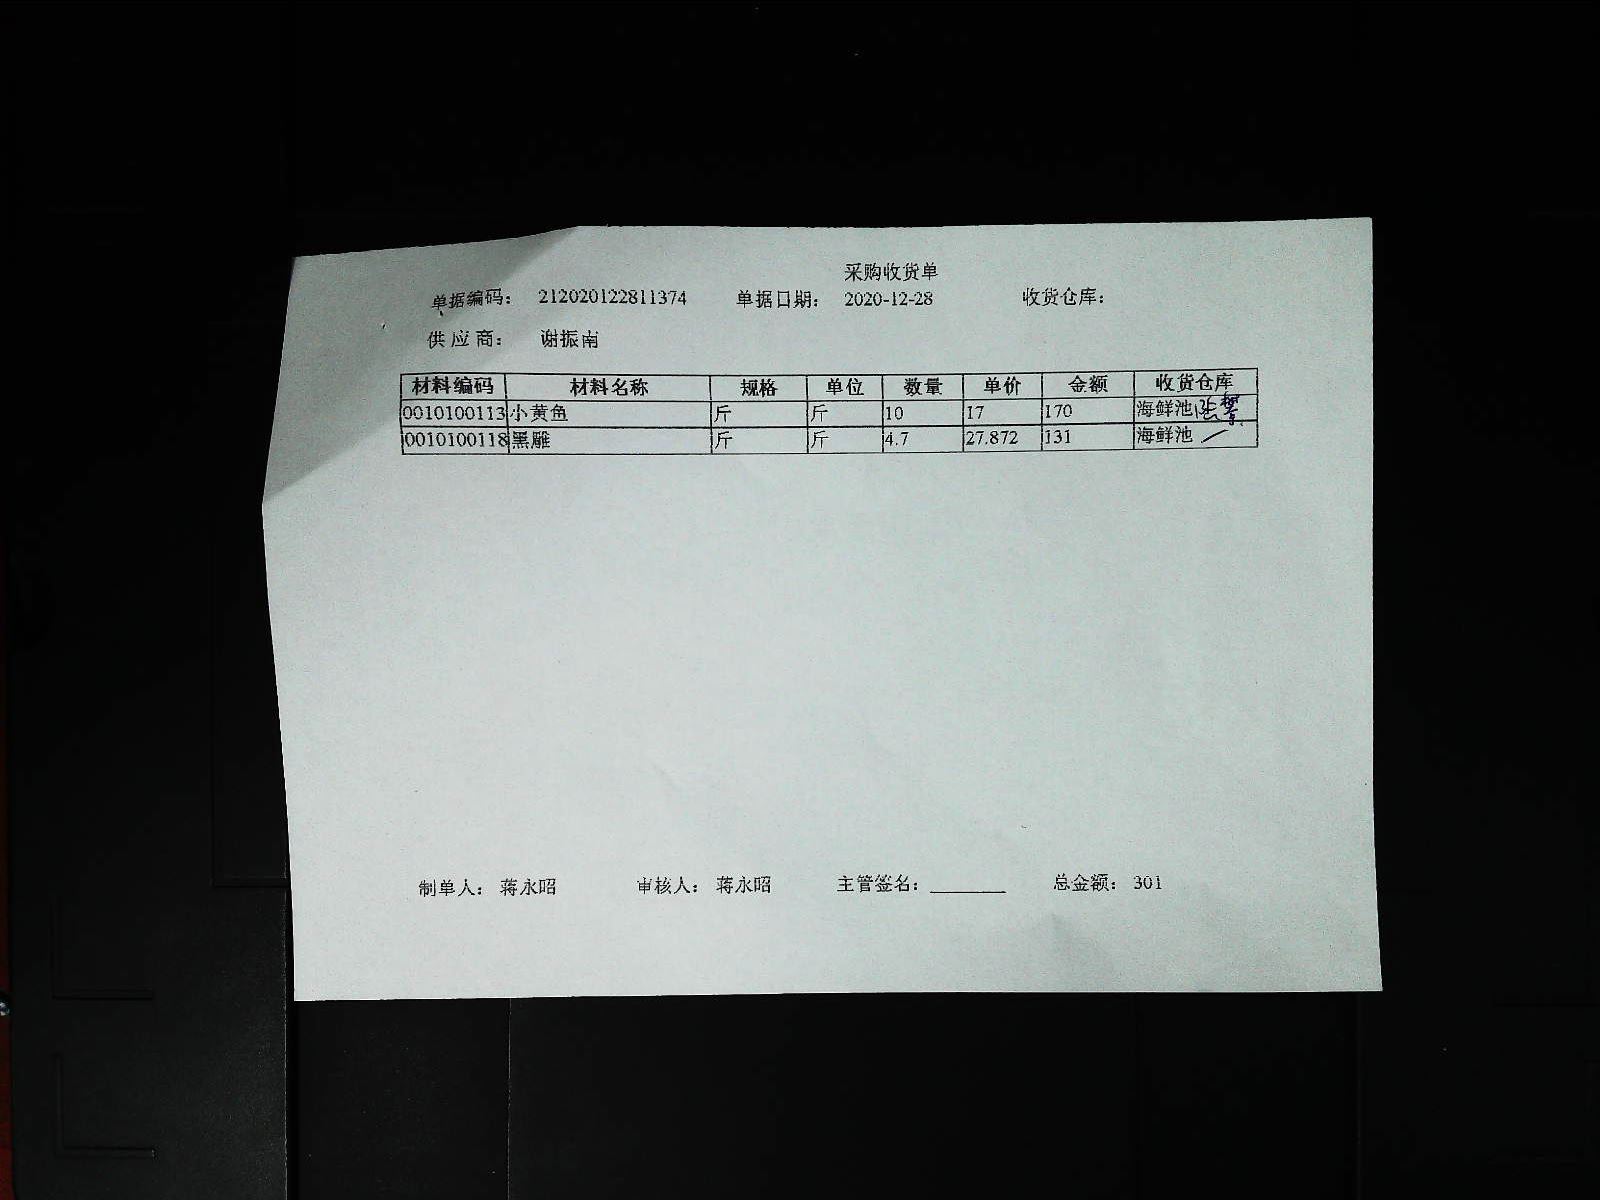 采购收货单
单据编码： 212020122811374 单据日期： 2020-12-28 收货仓库：
供应商： 谢振南
材料编码 材料名称 规格 单位 数量 单价 金额 收货仓库
0010100113 小黄鱼 斤 斤 10 17 170 海鲜池
0010100118 黑雕 斤 斤 4.7 27.872 131 海鲜池
制单人： 蒋永昭 审核人： 蒋永昭 主管签名：________ 总金额： 301